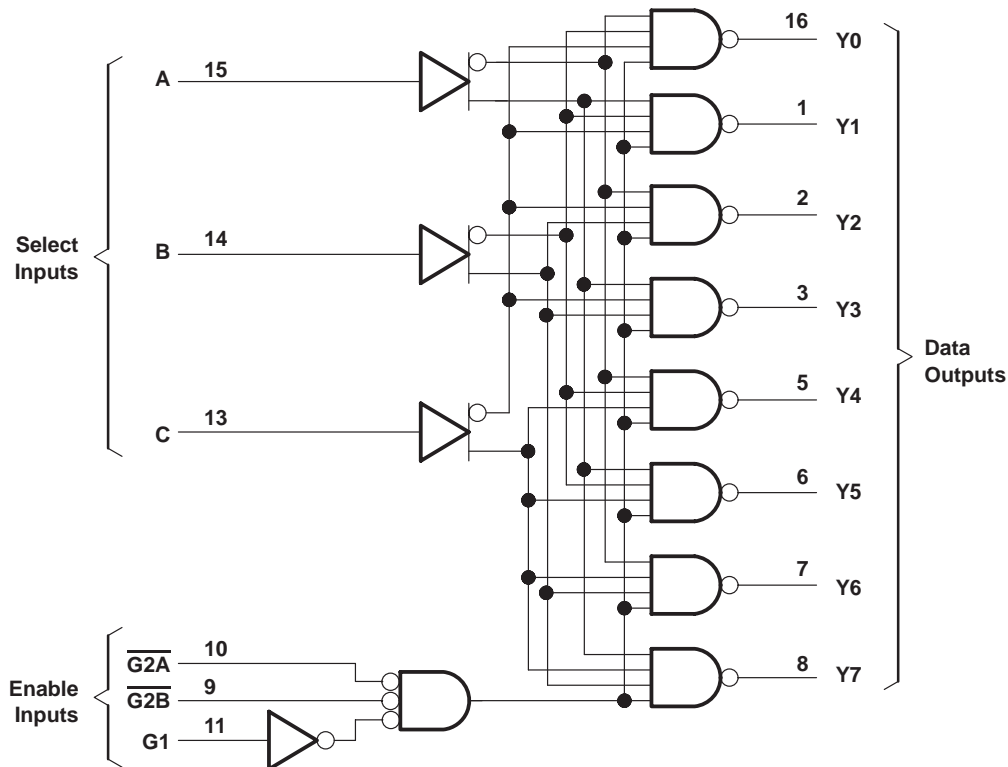 16
Y0
A
15
1
Y1
2
Y2
Select
Inputs
B
14
3
Y3
Data
Outputs
5
Y4
C
13
6
Y5
7
Y6
Enable
Inputs
G2A
10
G2B
9
G1
11
8
Y7